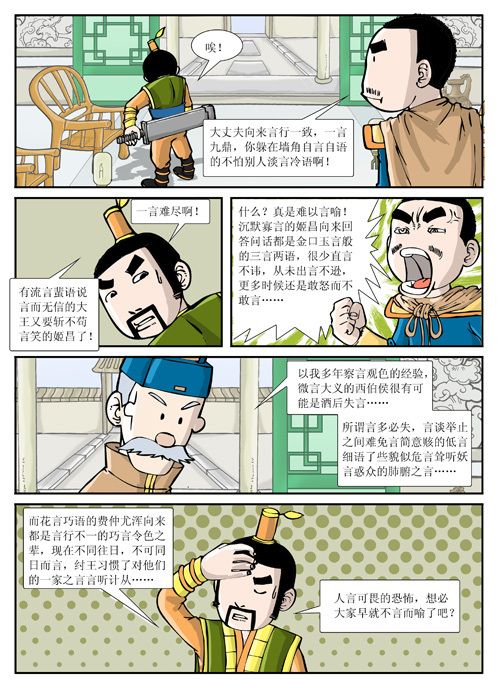 唉！
大丈夫向来言行一致，一言
九鼎，你躲在墙角自言自语
的不怕别人淡言冷语啊！
一言难尽啊！
有流言蜚语说
言而无信的大
王又要斩不苟
言笑的姬昌了！
什么？真是难以言喻！
沉默寡言的姬昌向来
回答问话都是金口玉言般
的三言两语，很少直言
不讳，从未出言不逊，
更多时候还是敢怒而不
敢言……
以我多年察言观色的经验，
微言大义的西伯侯很有可
能是酒后失言……
所谓言多必失，言谈举止
之间难免言简意赅的低言
细语了些貌似危言耸听妖
言惑众的肺腑之言……
而花言巧语的费仲尤浑向来
都是言行不一的巧言令色之
辈，现在不同往日，不可同
日而言，纣王习惯了对他们
的一家之言言听计从……
人言可畏的恐怖，想必
大家早就不言而喻了吧？